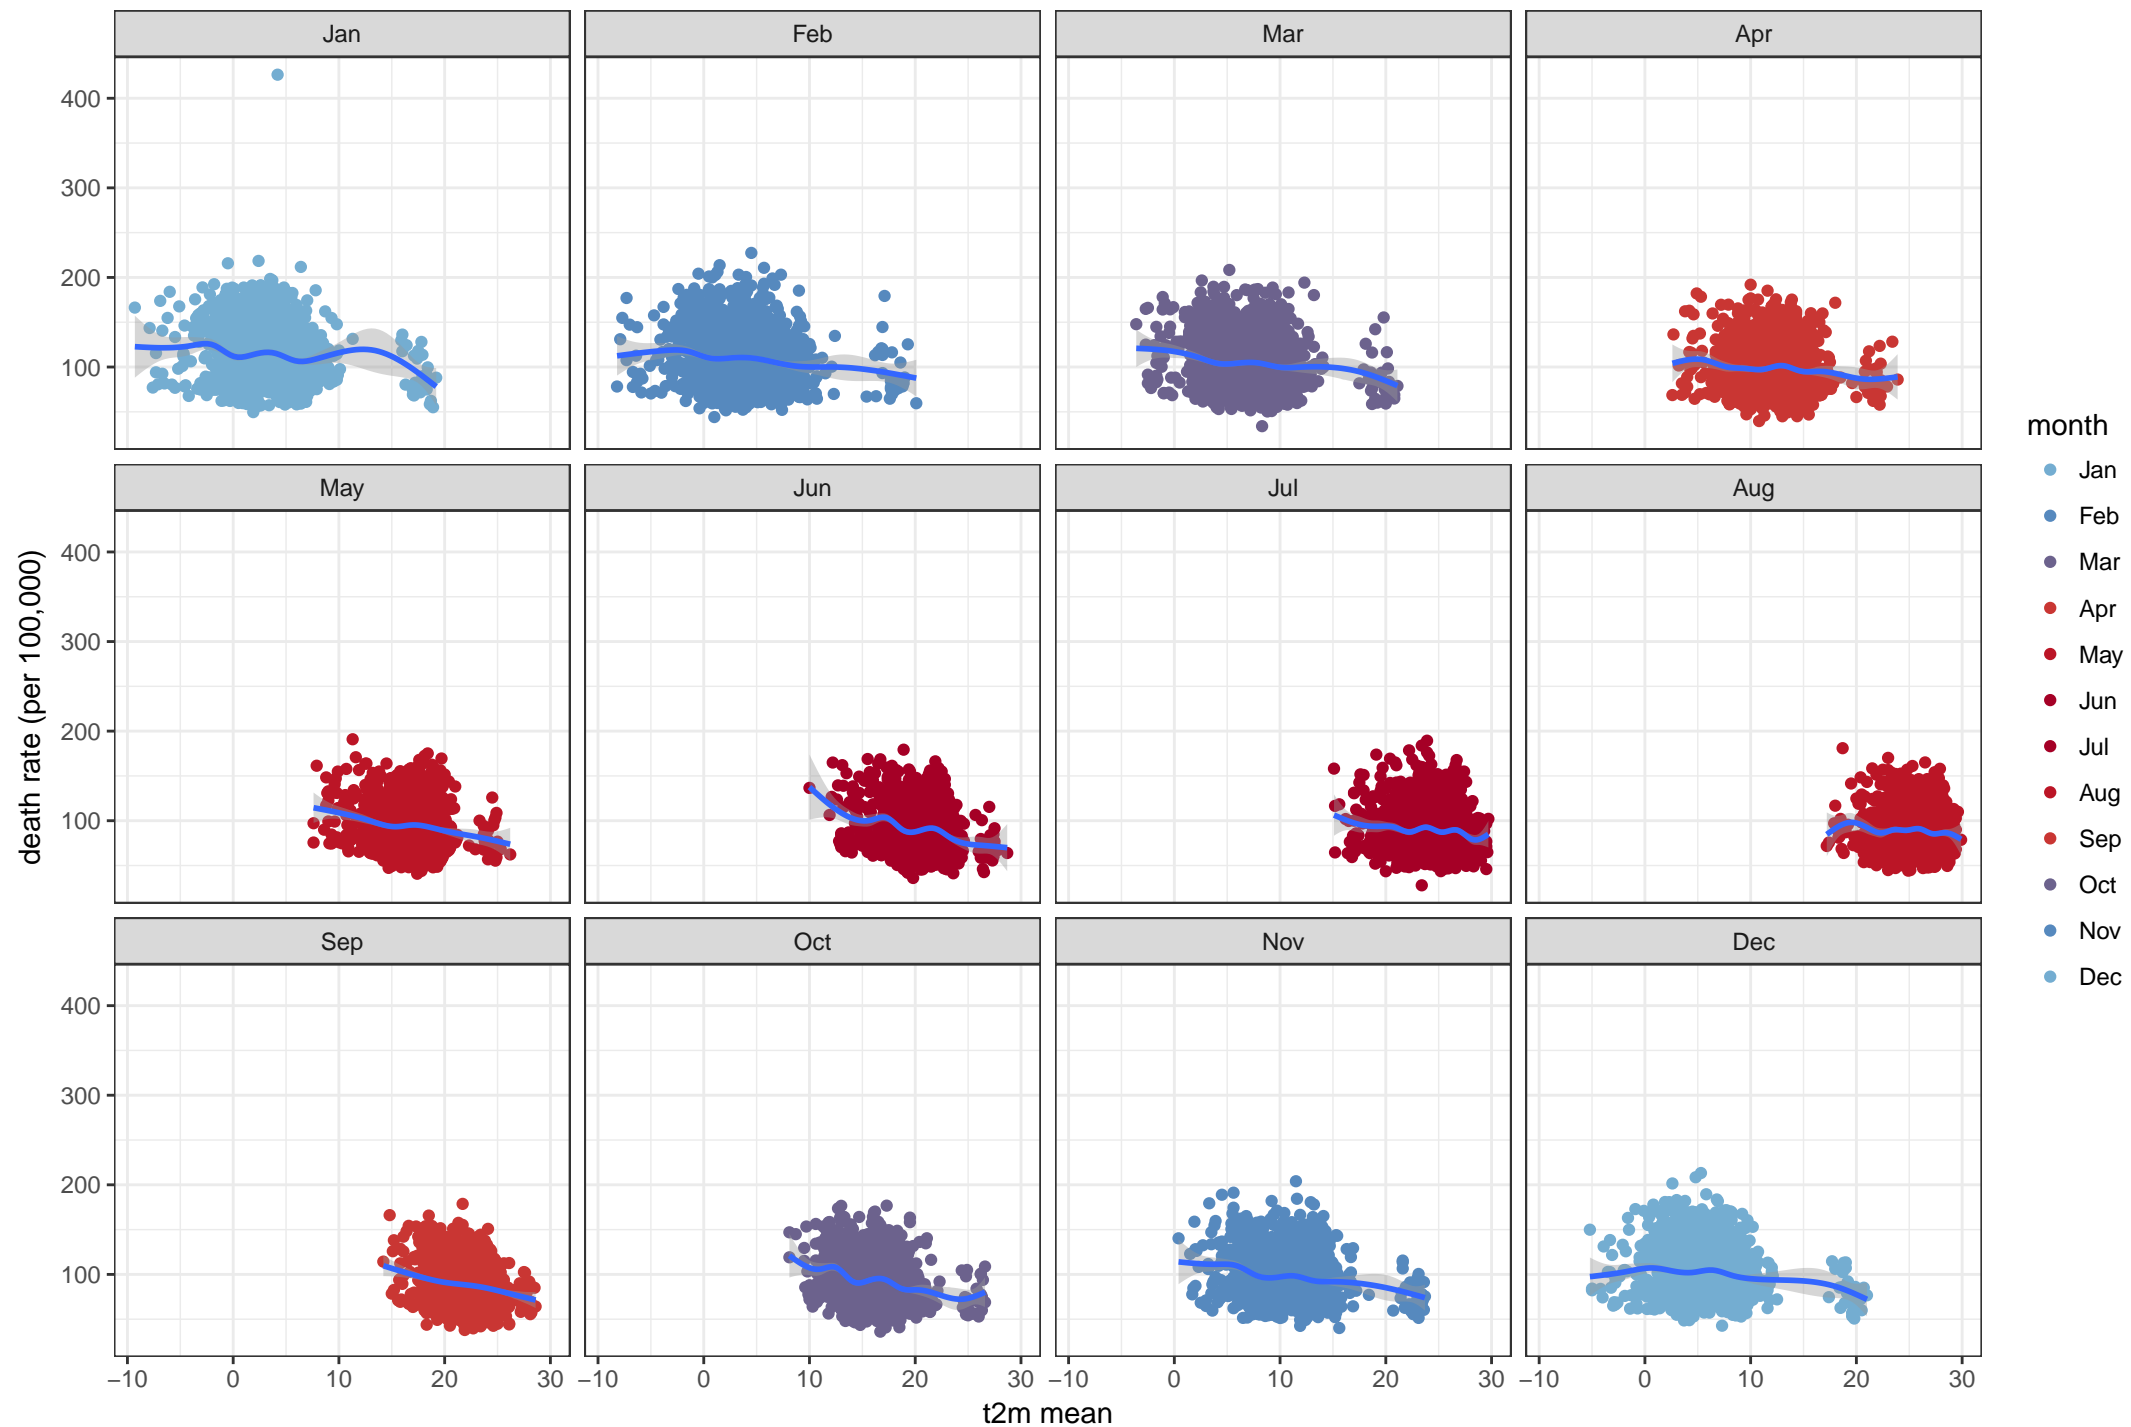 Jan Feb Mar Apr
400
300
200
100
May Jun Jul Aug
400
300
200
100
Sep Oct Nov Dec
400
300
200
100
−10 0 10 20 30 −10 0 10 20 30 −10 0 10 20 30 −10 0 10 20 30
t2m mean
death rate (per 100,000)
month
Jan
Feb
Mar
Apr
May
Jun
Jul
Aug
Sep
Oct
Nov
Dec